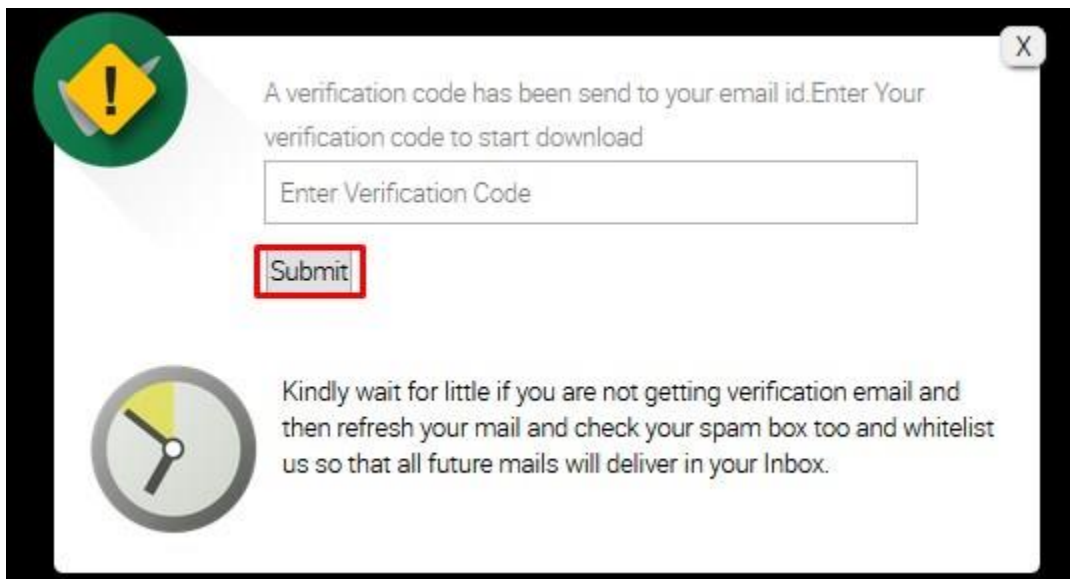 X
A verification code has been send to your email id.Enter Your
verification code to start download
Enter Verification Code
Submit
Kindly wait for little if you are not getting verification email and
then refresh your mail and check your spam box too and whitelist
us so that all future mails will deliver in your Inbox.